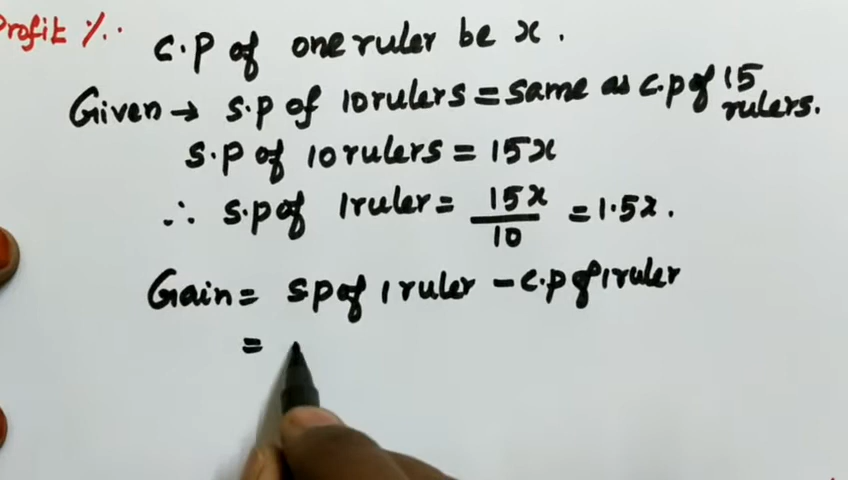 Profit %.
C.P of one ruler be x.
Given → S.P of 10 rulers = same as C.P of 15 rulers.
S.P of 10 rulers = 15x
∴ S.P of 1 ruler = 15x/10 = 1.5x.
Gain = S.P of 1 ruler - C.P of 1 ruler
=